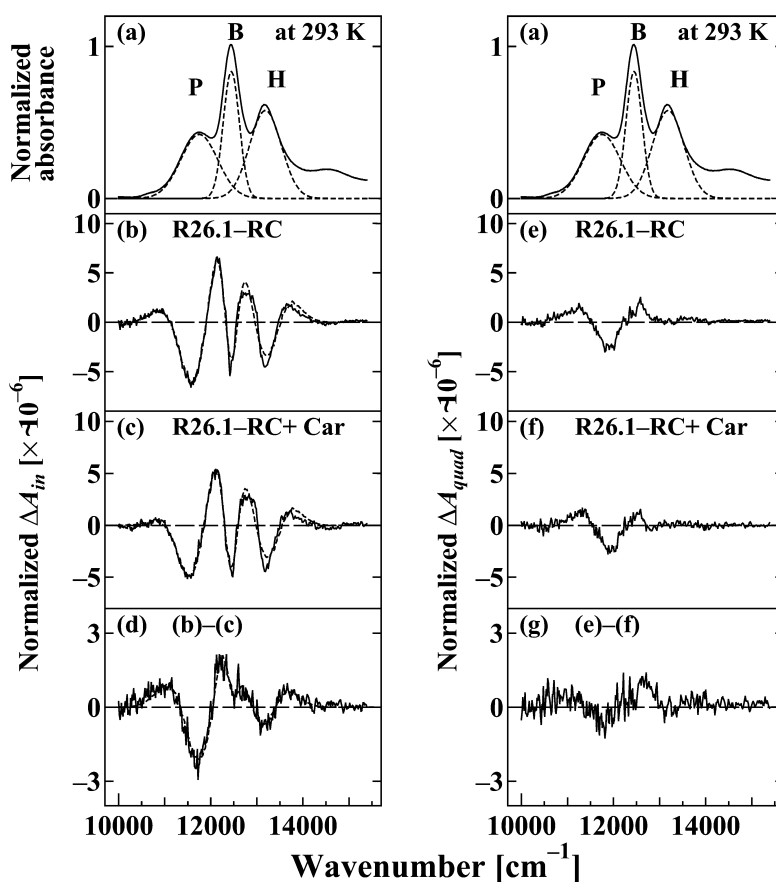 (a) B at 293 K
P
H
Normalized absorbance
1
0
(b) R26.1–RC
10
5
0
–5
(c) R26.1–RC+ Car
10
5
0
–5
(d) (b)–(c)
3
0
–3
Normalized ΔA_in [×~10^–6]
10000 12000 14000
(a) B at 293 K
P
H
1
0
(e) R26.1–RC
10
5
0
–5
(f) R26.1–RC+ Car
10
5
0
–5
(g) (e)–(f)
3
0
–3
Normalized ΔA_quad [×~10^–6]
10000 12000 14000
Wavenumber [cm^–1]